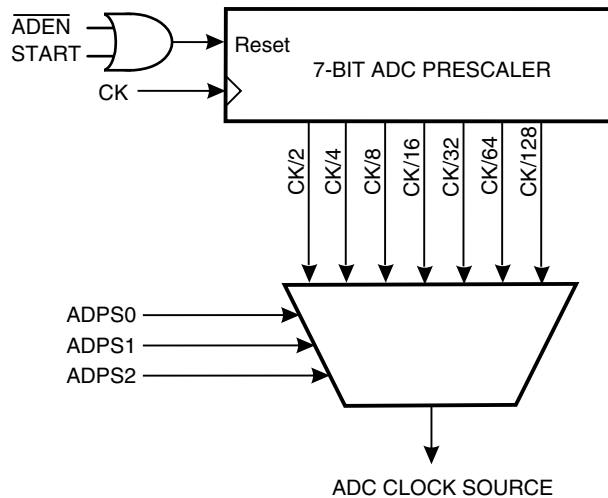 ADEN
START
Reset
7-BIT ADC PRESCALER
CK
CK/2
CK/4
CK/8
CK/16
CK/32
CK/64
CK/128
ADPS0
ADPS1
ADPS2
ADC CLOCK SOURCE